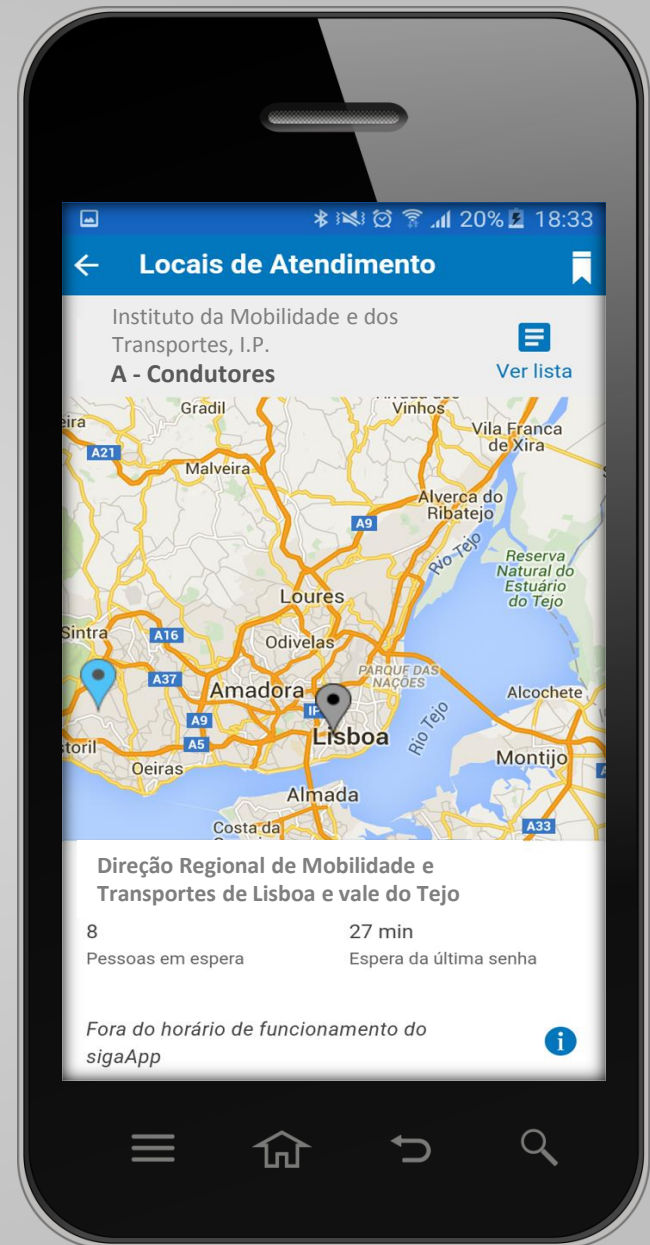 20% 18:33
Locais de Atendimento
Instituto da Mobilidade e dos
Transportes, I.P.
A - Condutores
Ver lista
Gradil
Vinhos
Vila Franca
de Xira
A21
Malveira
Alverca do
Ribatejo
A9
Rio Tejo
Reserva
Natural do
Estuário
do Tejo
Loures
Sintra
A16
Odivelas
PARQUE DAS
NAÇÕES
A37
Amadora
Alcochete
A9
IP
Lisboa
Rio Tejo
toril
A5
Oeiras
Montijo
Almada
Costa da
A33
Direção Regional de Mobilidade e
Transportes de Lisboa e vale do Tejo
8
27 min
Pessoas em espera
Espera da última senha
Fora do horário de funcionamento do
sigaApp